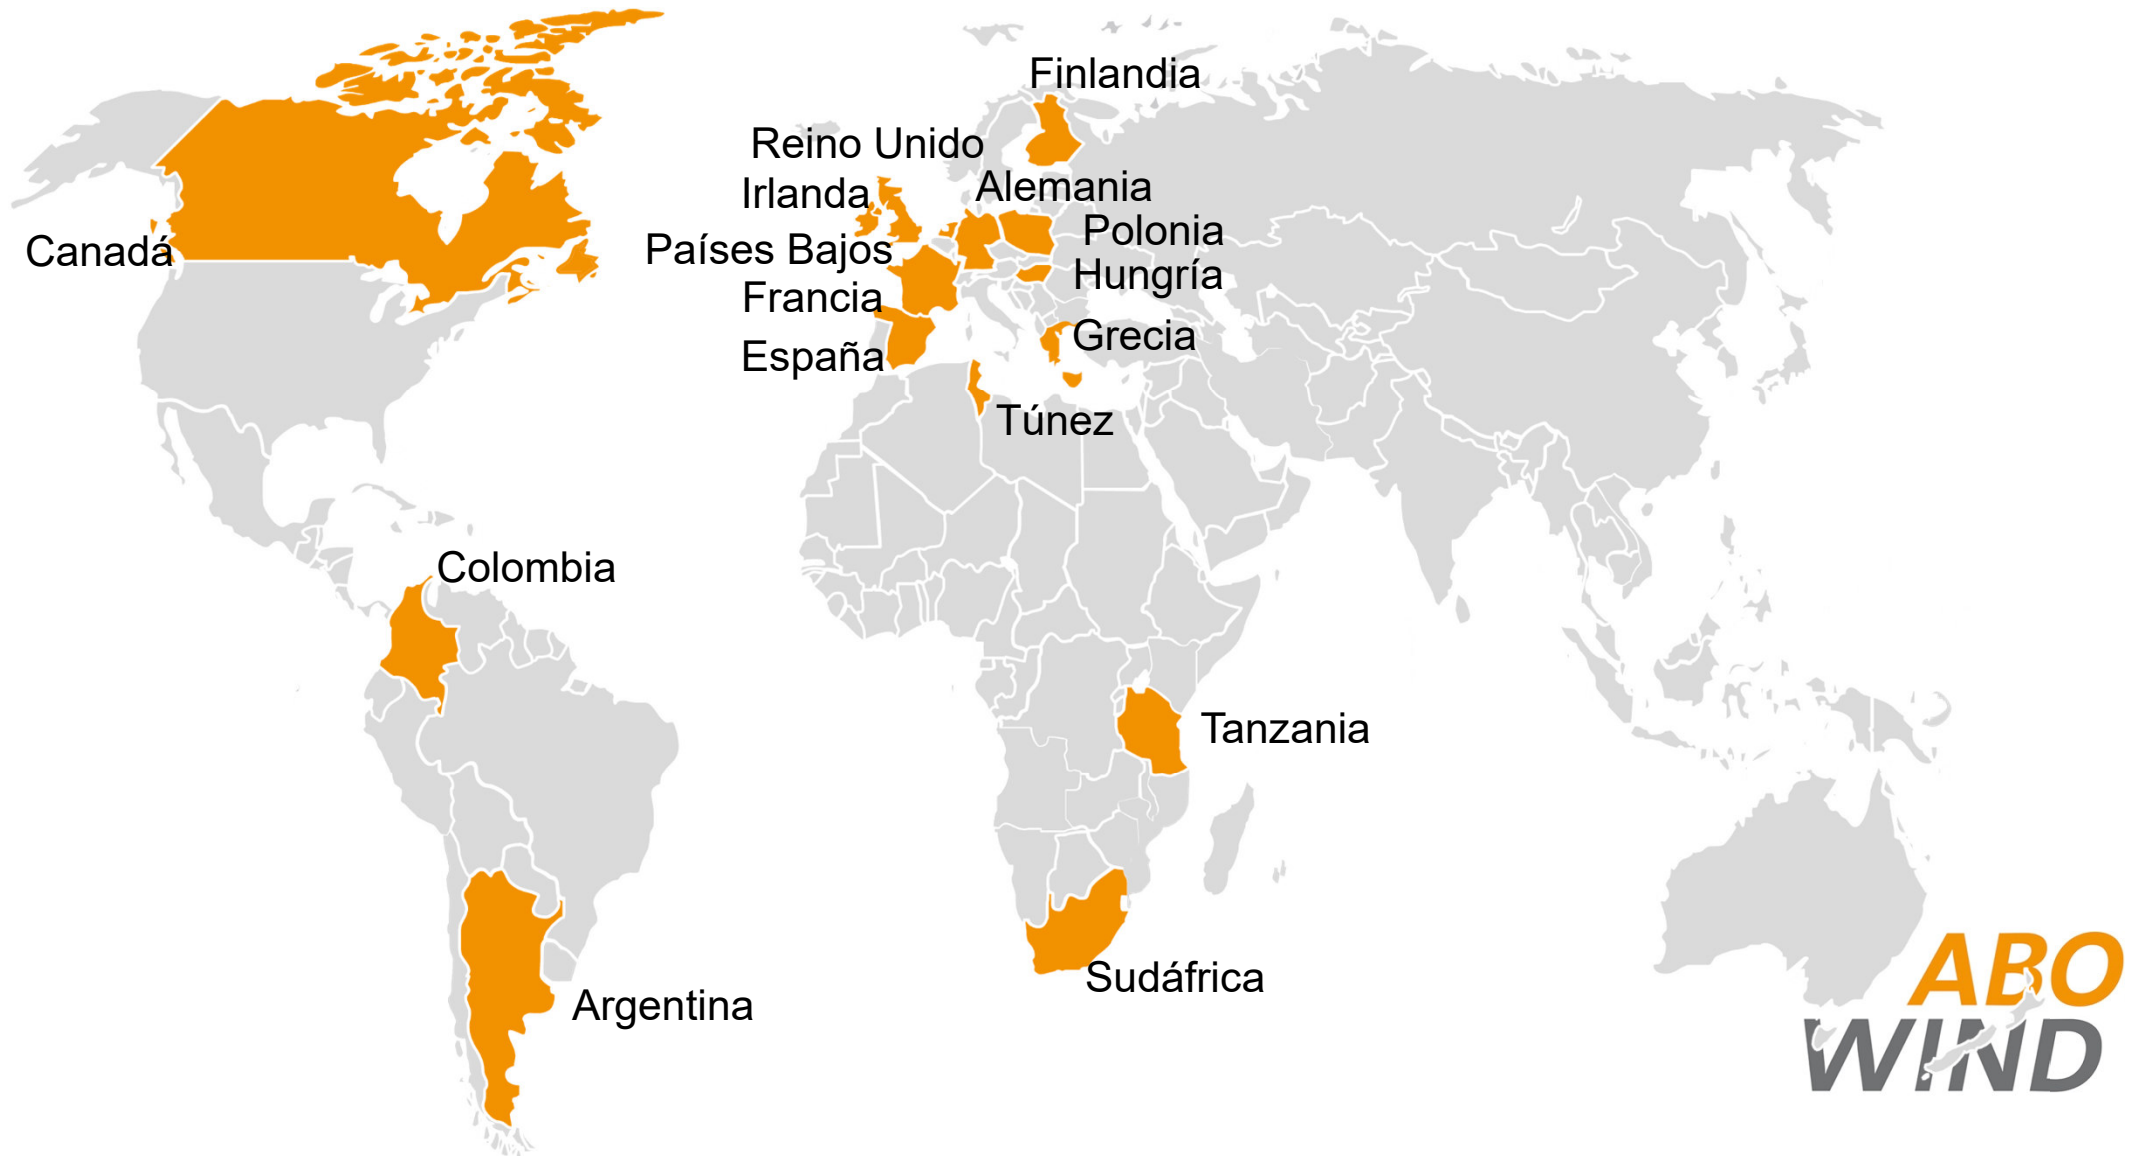 Finlandia
Reino Unido
Irlanda
Alemania
Polonia
Canadá
Países Bajos
Hungría
Francia
Grecia
España
Túnez
Colombia
Tanzania
Sudáfrica
Argentina
ABO
WIND